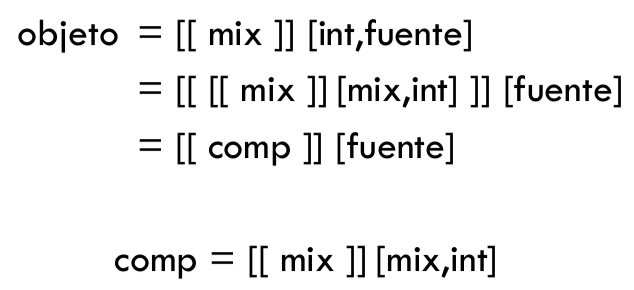 objeto = [[ mix ]] [int,fuente]
= [[ [[ mix ]] [mix,int] ]] [fuente]
= [[ comp ]] [fuente]
comp = [[ mix ]] [mix,int]